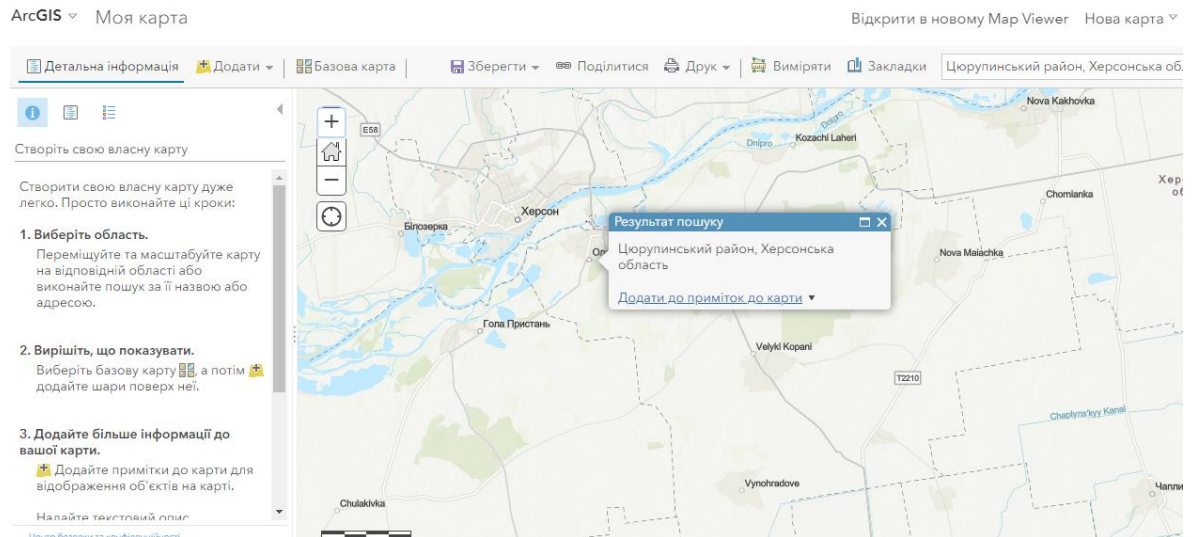 ArcGIS Моя карта
Відкрити в новому Map Viewer Нова карта
Детальна інформація Додати Базова карта Зберегти Поділитися Друк Виміряти Закладки Цюрупинський район, Херсонська об
Створіть свою власну карту
Створити свою власну карту дуже
легко. Просто виконайте ці кроки:
1. Виберіть область.
Переміщуйте та масштабуйте карту
на відповідній області або
виконайте пошук за її назвою або
адресою.
2. Вирішіть, що показувати.
Виберіть базову карту , а потім
додайте шари поверх неї.
3. Додайте більше інформації до
вашої карти.
Додайте примітки до карти для
відображення об'єктів на карті.
Надайте текстовий опис
E58
Dnipro
Dnipro
Kozachi Laheri
Nova Kakhovka
Chornianka
Херсон
Білозерка
Результат пошуку
Цюрупинський район, Херсонська
область
Додати до приміток до карти
Nova Maiachka
Гола Пристань
Velyki Kopani
T2210
Chaplyns'kyy Kanal
Vynohradove
Chulakivka